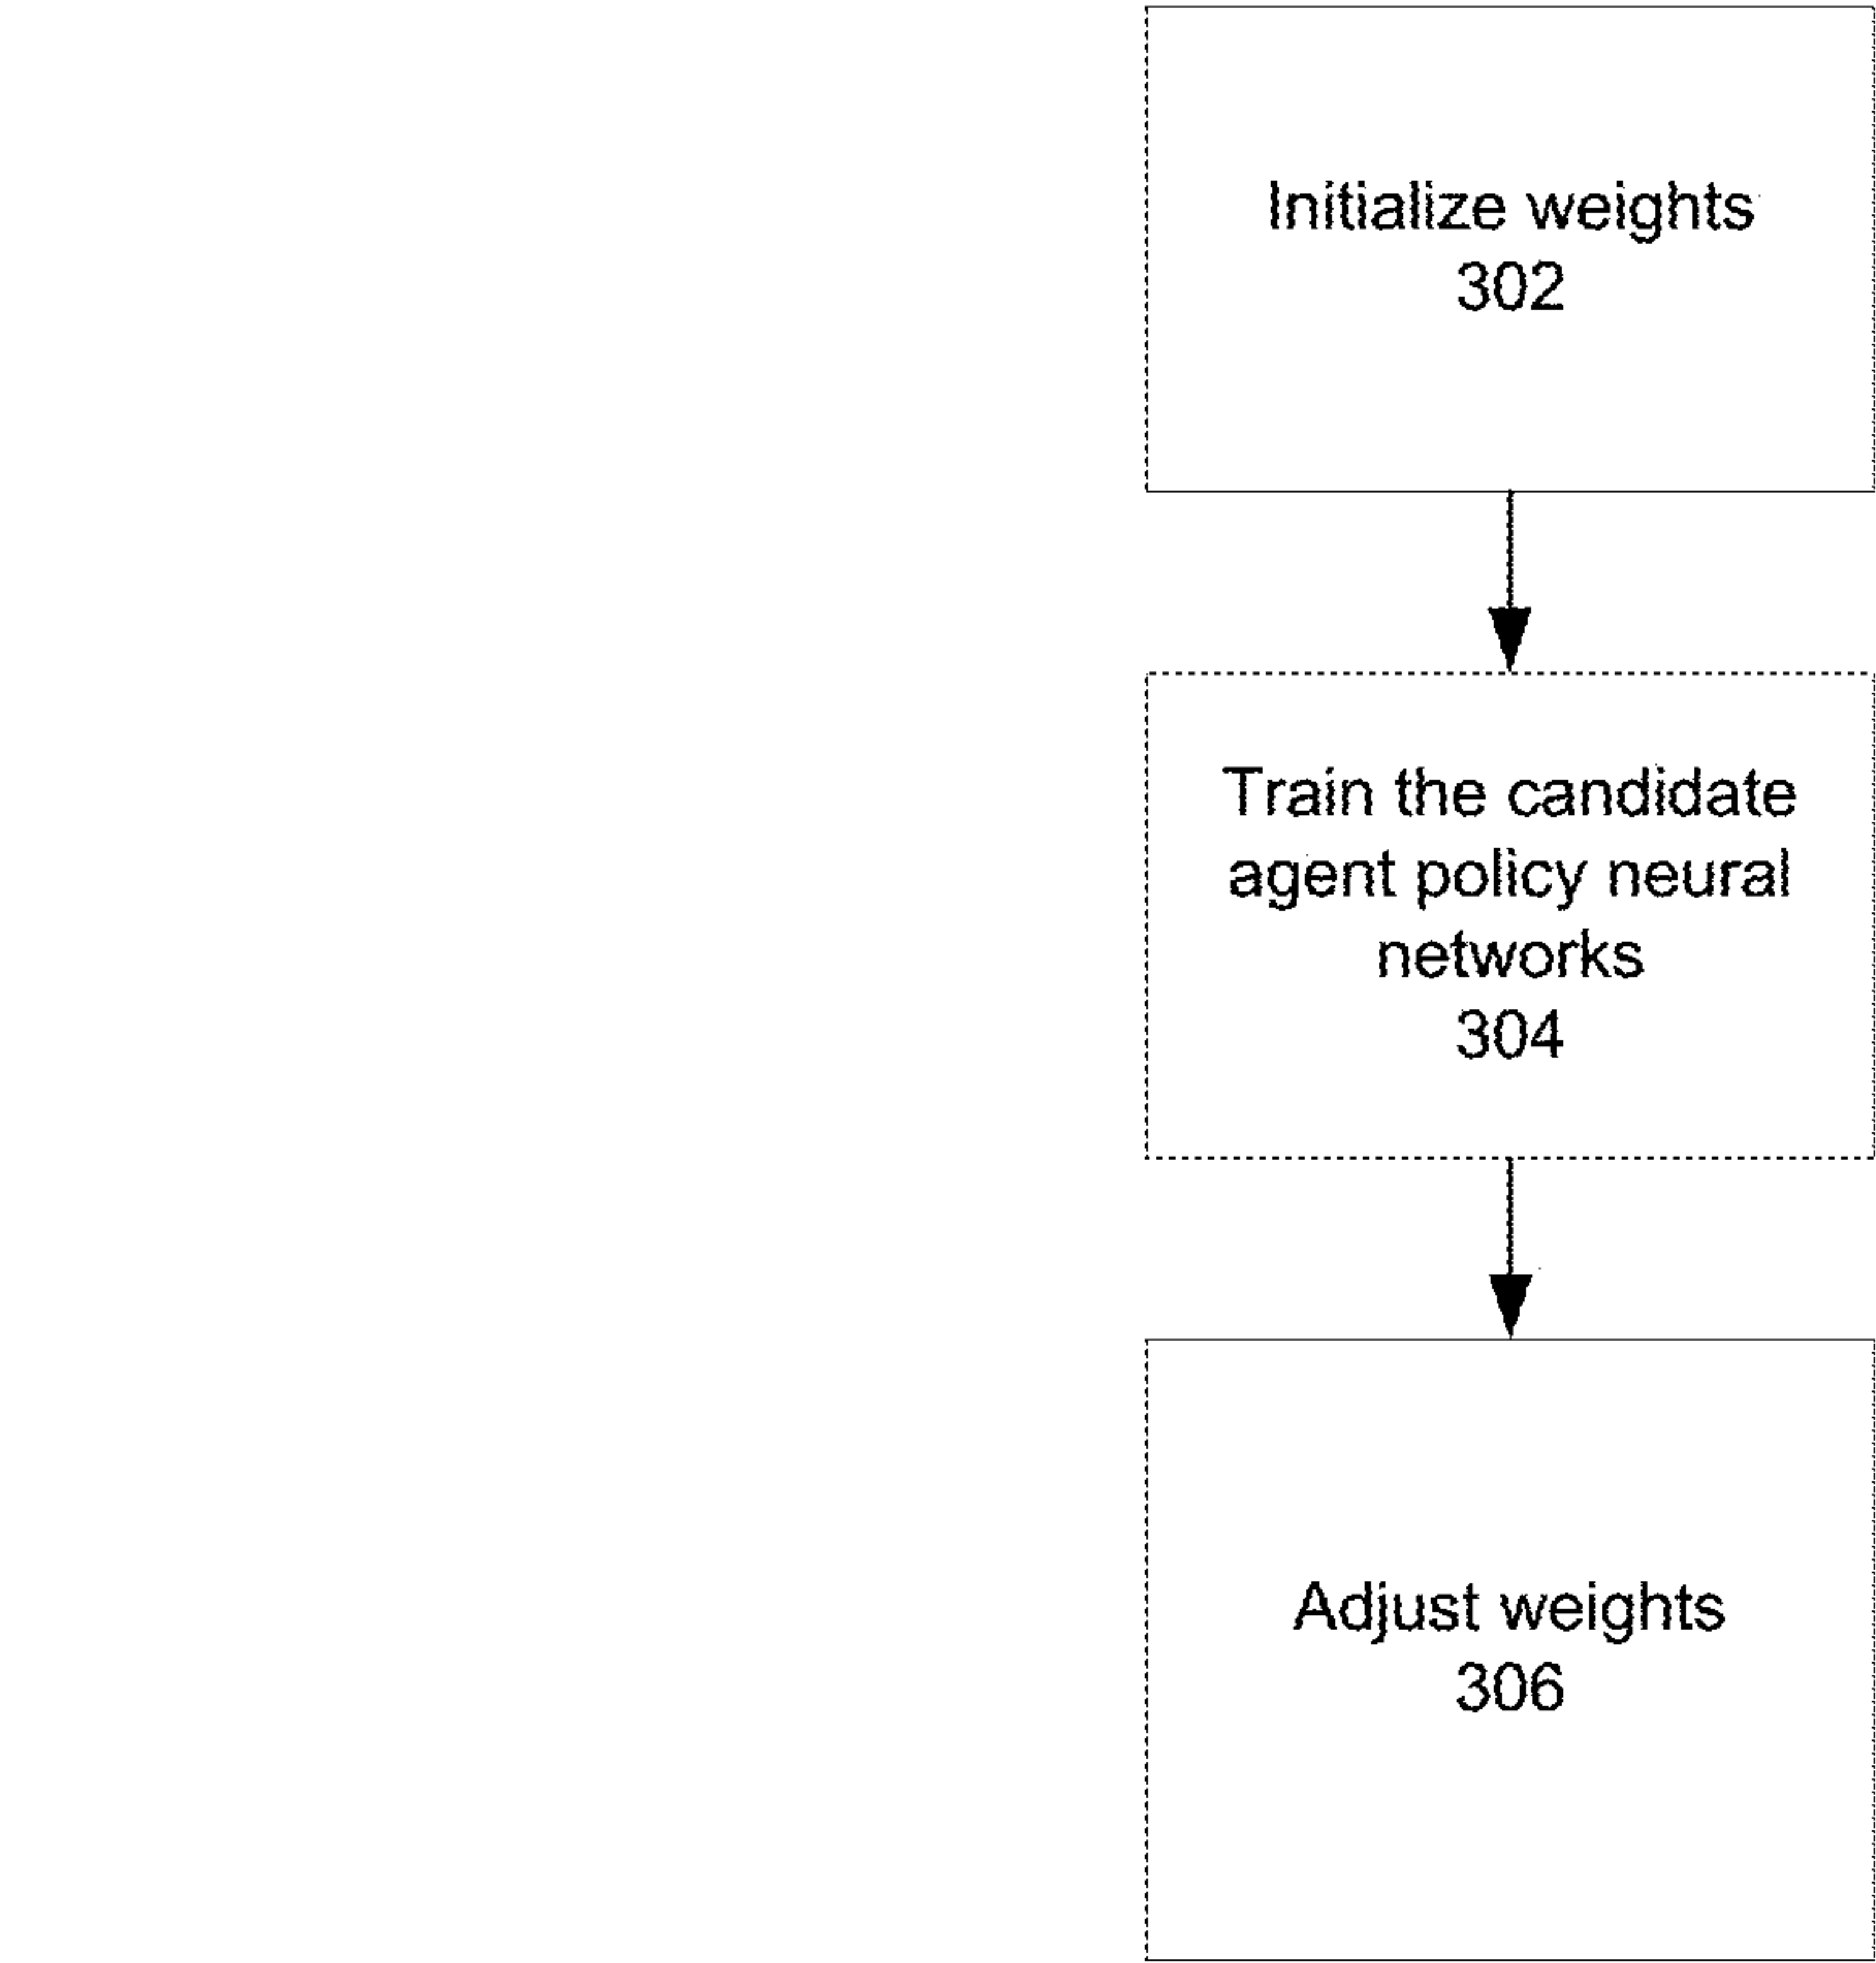 Initialize weights
302
Train the candidate
agent policy neural
networks
304
Adjust weights
306